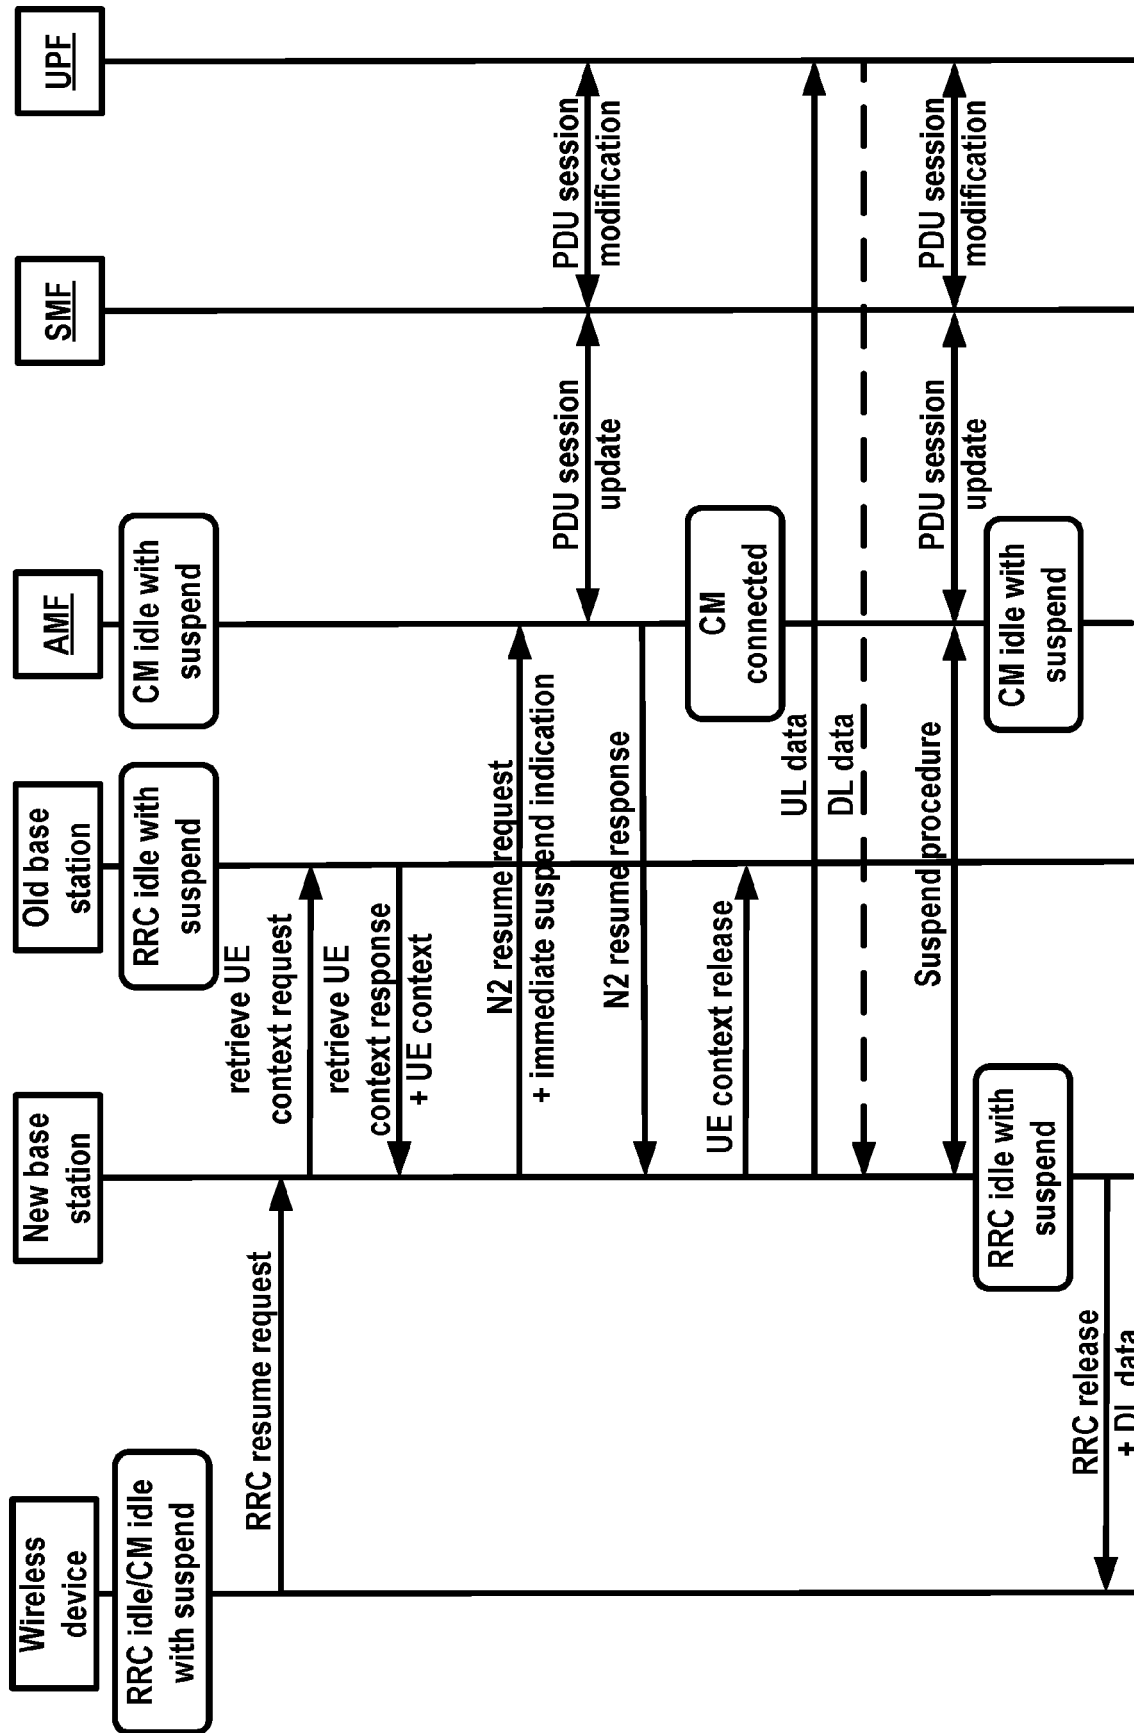 Wireless
device
New base
station
Old base
station
AMF
SMF
UPF
RRC idle/CM idle
with suspend
RRC idle with
suspend
CM idle with
suspend
RRC resume request
retrieve UE
context request
retrieve UE
context response
+ UE context
N2 resume request
+ immediate suspend indication
PDU session
update
PDU session
modification
N2 resume response
CM
connected
UE context release
UL data
DL data
Suspend procedure
PDU session
update
PDU session
modification
RRC idle with
suspend
CM idle with
suspend
RRC release
+ DL data